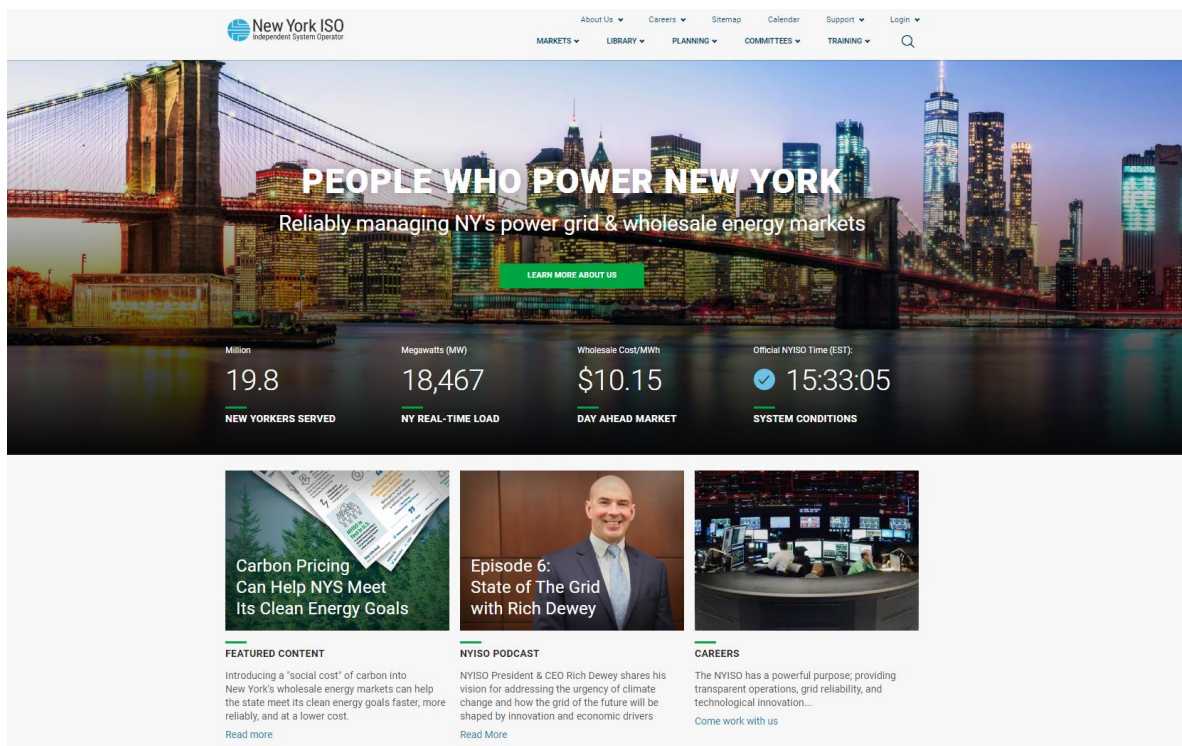 New York ISO
Independent System Operator
About Us
Careers
Sitemap
Calendar
Support
Login
MARKETS
LIBRARY
PLANNING
COMMITTEES
TRAINING
PEOPLE WHO POWER NEW YORK
Reliably managing NY's power grid & wholesale energy markets
LEARN MORE ABOUT US
Million
19.8
NEW YORKERS SERVED
Megawatts (MW)
18,467
NY REAL-TIME LOAD
Wholesale Cost/MWh
$10.15
DAY AHEAD MARKET
Official NYISO Time (EST):
15:33:05
SYSTEM CONDITIONS
Carbon Pricing
Can Help NYS Meet
Its Clean Energy Goals
FEATURED CONTENT
Introducing a "social cost" of carbon into
New York's wholesale energy markets can help
the state meet its clean energy goals faster, more
reliably, and at a lower cost.
Read more
Episode 6:
State of The Grid
with Rich Dewey
NYISO PODCAST
NYISO President & CEO Rich Dewey shares his
vision for addressing the urgency of climate
change and how the grid of the future will be
shaped by innovation and economic drivers
Read More
CAREERS
The NYISO has a powerful purpose; providing
transparent operations, grid reliability, and
technological innovation...
Come work with us